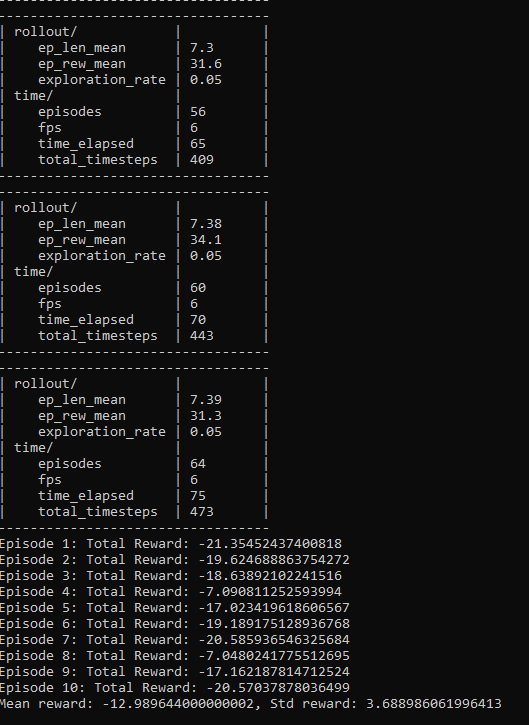 ----------------------------------
----------------------------------
| rollout/            |          |
|    ep_len_mean      | 7.3      |
|    ep_rew_mean      | 31.6     |
|    exploration_rate | 0.05     |
| time/               |          |
|    episodes         | 56       |
|    fps              | 6        |
|    time_elapsed     | 65       |
|    total_timesteps  | 409      |
----------------------------------
----------------------------------
| rollout/            |          |
|    ep_len_mean      | 7.38     |
|    ep_rew_mean      | 34.1     |
|    exploration_rate | 0.05     |
| time/               |          |
|    episodes         | 60       |
|    fps              | 6        |
|    time_elapsed     | 70       |
|    total_timesteps  | 443      |
----------------------------------
----------------------------------
| rollout/            |          |
|    ep_len_mean      | 7.39     |
|    ep_rew_mean      | 31.3     |
|    exploration_rate | 0.05     |
| time/               |          |
|    episodes         | 64       |
|    fps              | 6        |
|    time_elapsed     | 75       |
|    total_timesteps  | 473      |
----------------------------------
Episode 1: Total Reward: -21.35452437400818
Episode 2: Total Reward: -19.624688863754272
Episode 3: Total Reward: -18.63892102241516
Episode 4: Total Reward: -7.090811252593994
Episode 5: Total Reward: -17.023419618606567
Episode 6: Total Reward: -19.189175128936768
Episode 7: Total Reward: -20.585936546325684
Episode 8: Total Reward: -7.0480241775512695
Episode 9: Total Reward: -17.162187814712524
Episode 10: Total Reward: -20.57037878036499
Mean reward: -12.989644000000002, Std reward: 3.688986061996413